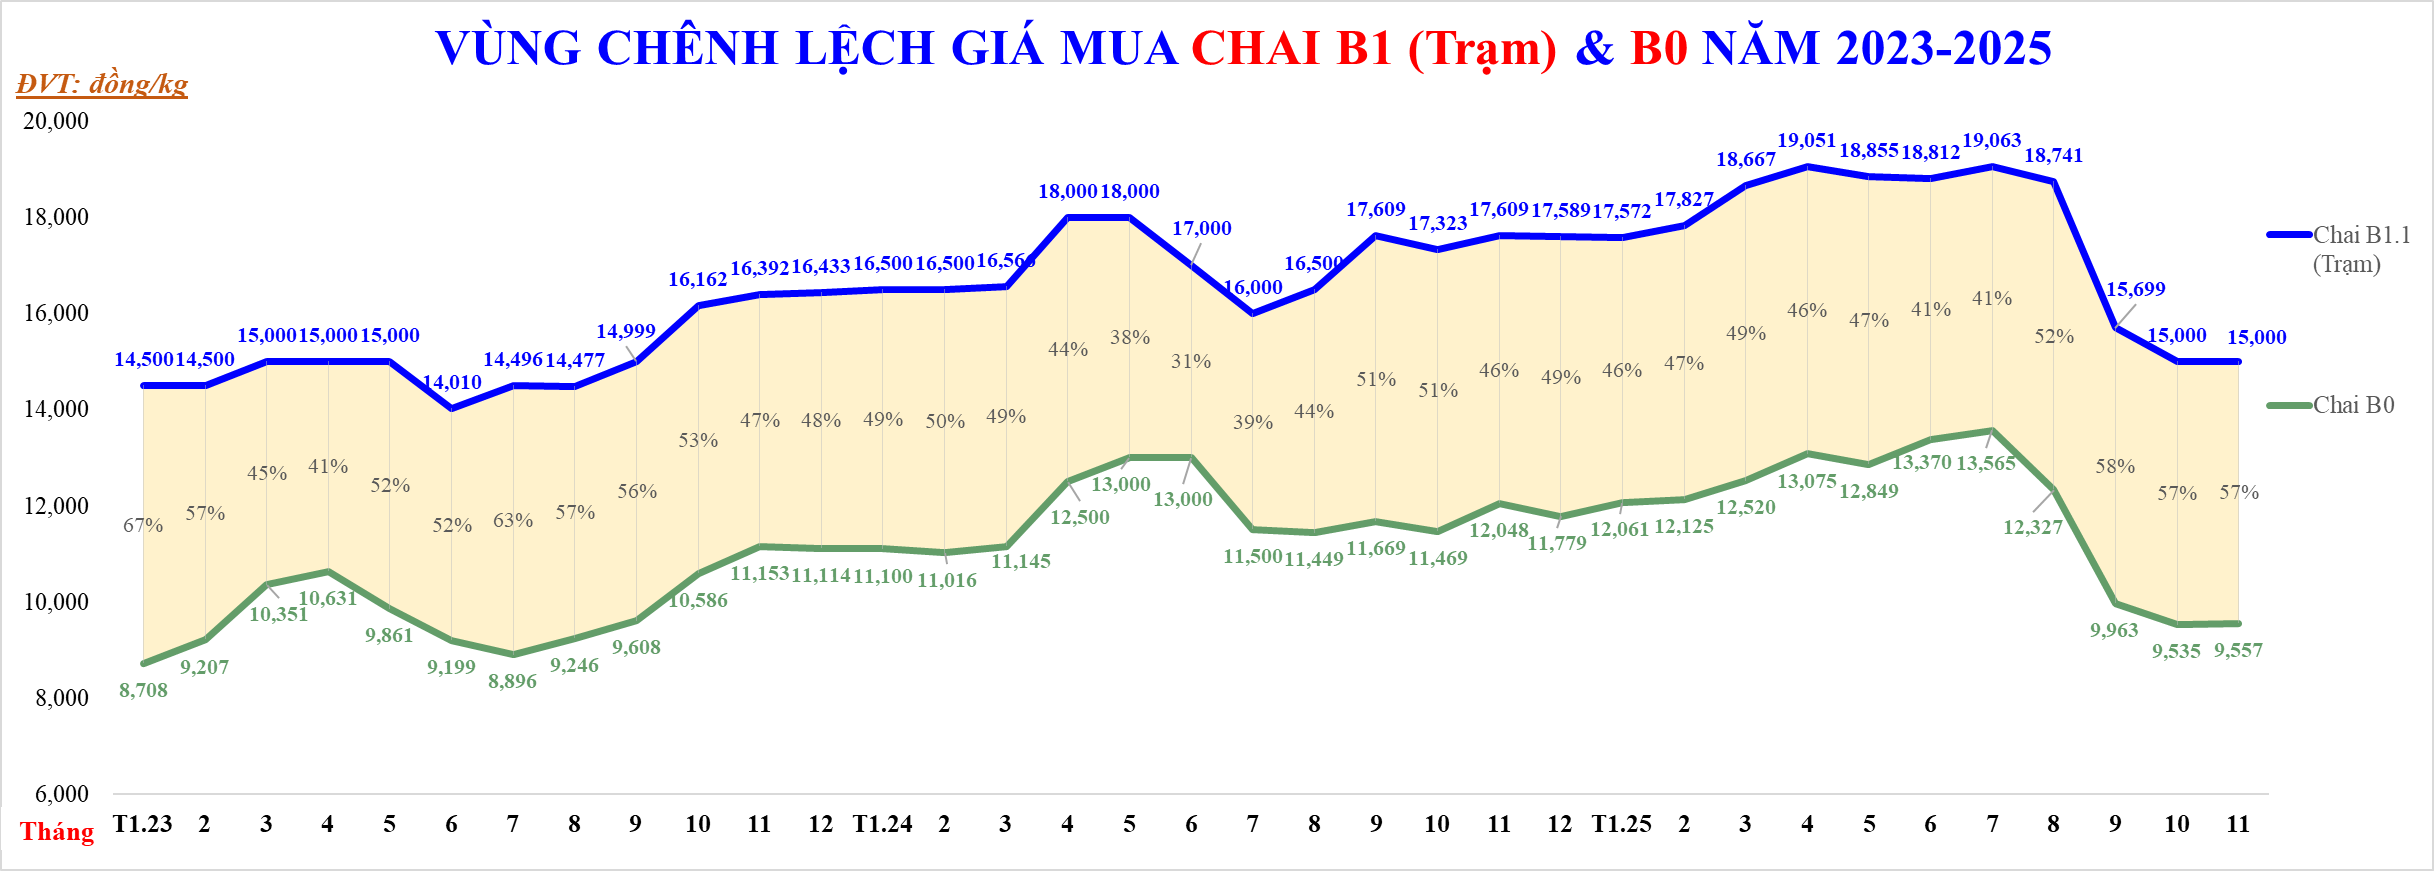 VÙNG CHÊNH LỆCH GIÁ MUA CHAI B1 (Trạm) & B0 NĂM 2023-2025
ĐVT: đồng/kg
20,000
18,000
16,000
14,000
12,000
10,000
8,000
6,000
14,500 14,500 15,000 15,000 15,000 14,010 14,496 14,477 14,999 16,162 16,392 16,433 16,500 16,500 16,566 18,000 18,000 17,000 16,000 16,500 17,609 17,323 17,609 17,589 17,572 17,827 18,667 19,051 18,855 18,812 19,063 18,741 15,699 15,000 15,000
67% 57% 45% 41% 52% 52% 63% 57% 56% 53% 47% 48% 49% 50% 49% 44% 38% 31% 39% 44% 51% 51% 46% 49% 46% 47% 49% 46% 47% 41% 41% 52% 58% 57% 57%
8,708 9,207 10,351 10,631 9,861 9,199 8,896 9,246 9,608 10,586 11,153 11,114 11,100 11,016 11,145 12,500 13,000 13,000 11,500 11,449 11,669 11,469 12,048 11,779 12,061 12,125 12,520 13,075 12,849 13,370 13,565 12,327 9,963 9,535 9,557
Chai B1.1
(Trạm)
Chai B0
Tháng T1.23 2 3 4 5 6 7 8 9 10 11 12 T1.24 2 3 4 5 6 7 8 9 10 11 12 T1.25 2 3 4 5 6 7 8 9 10 11